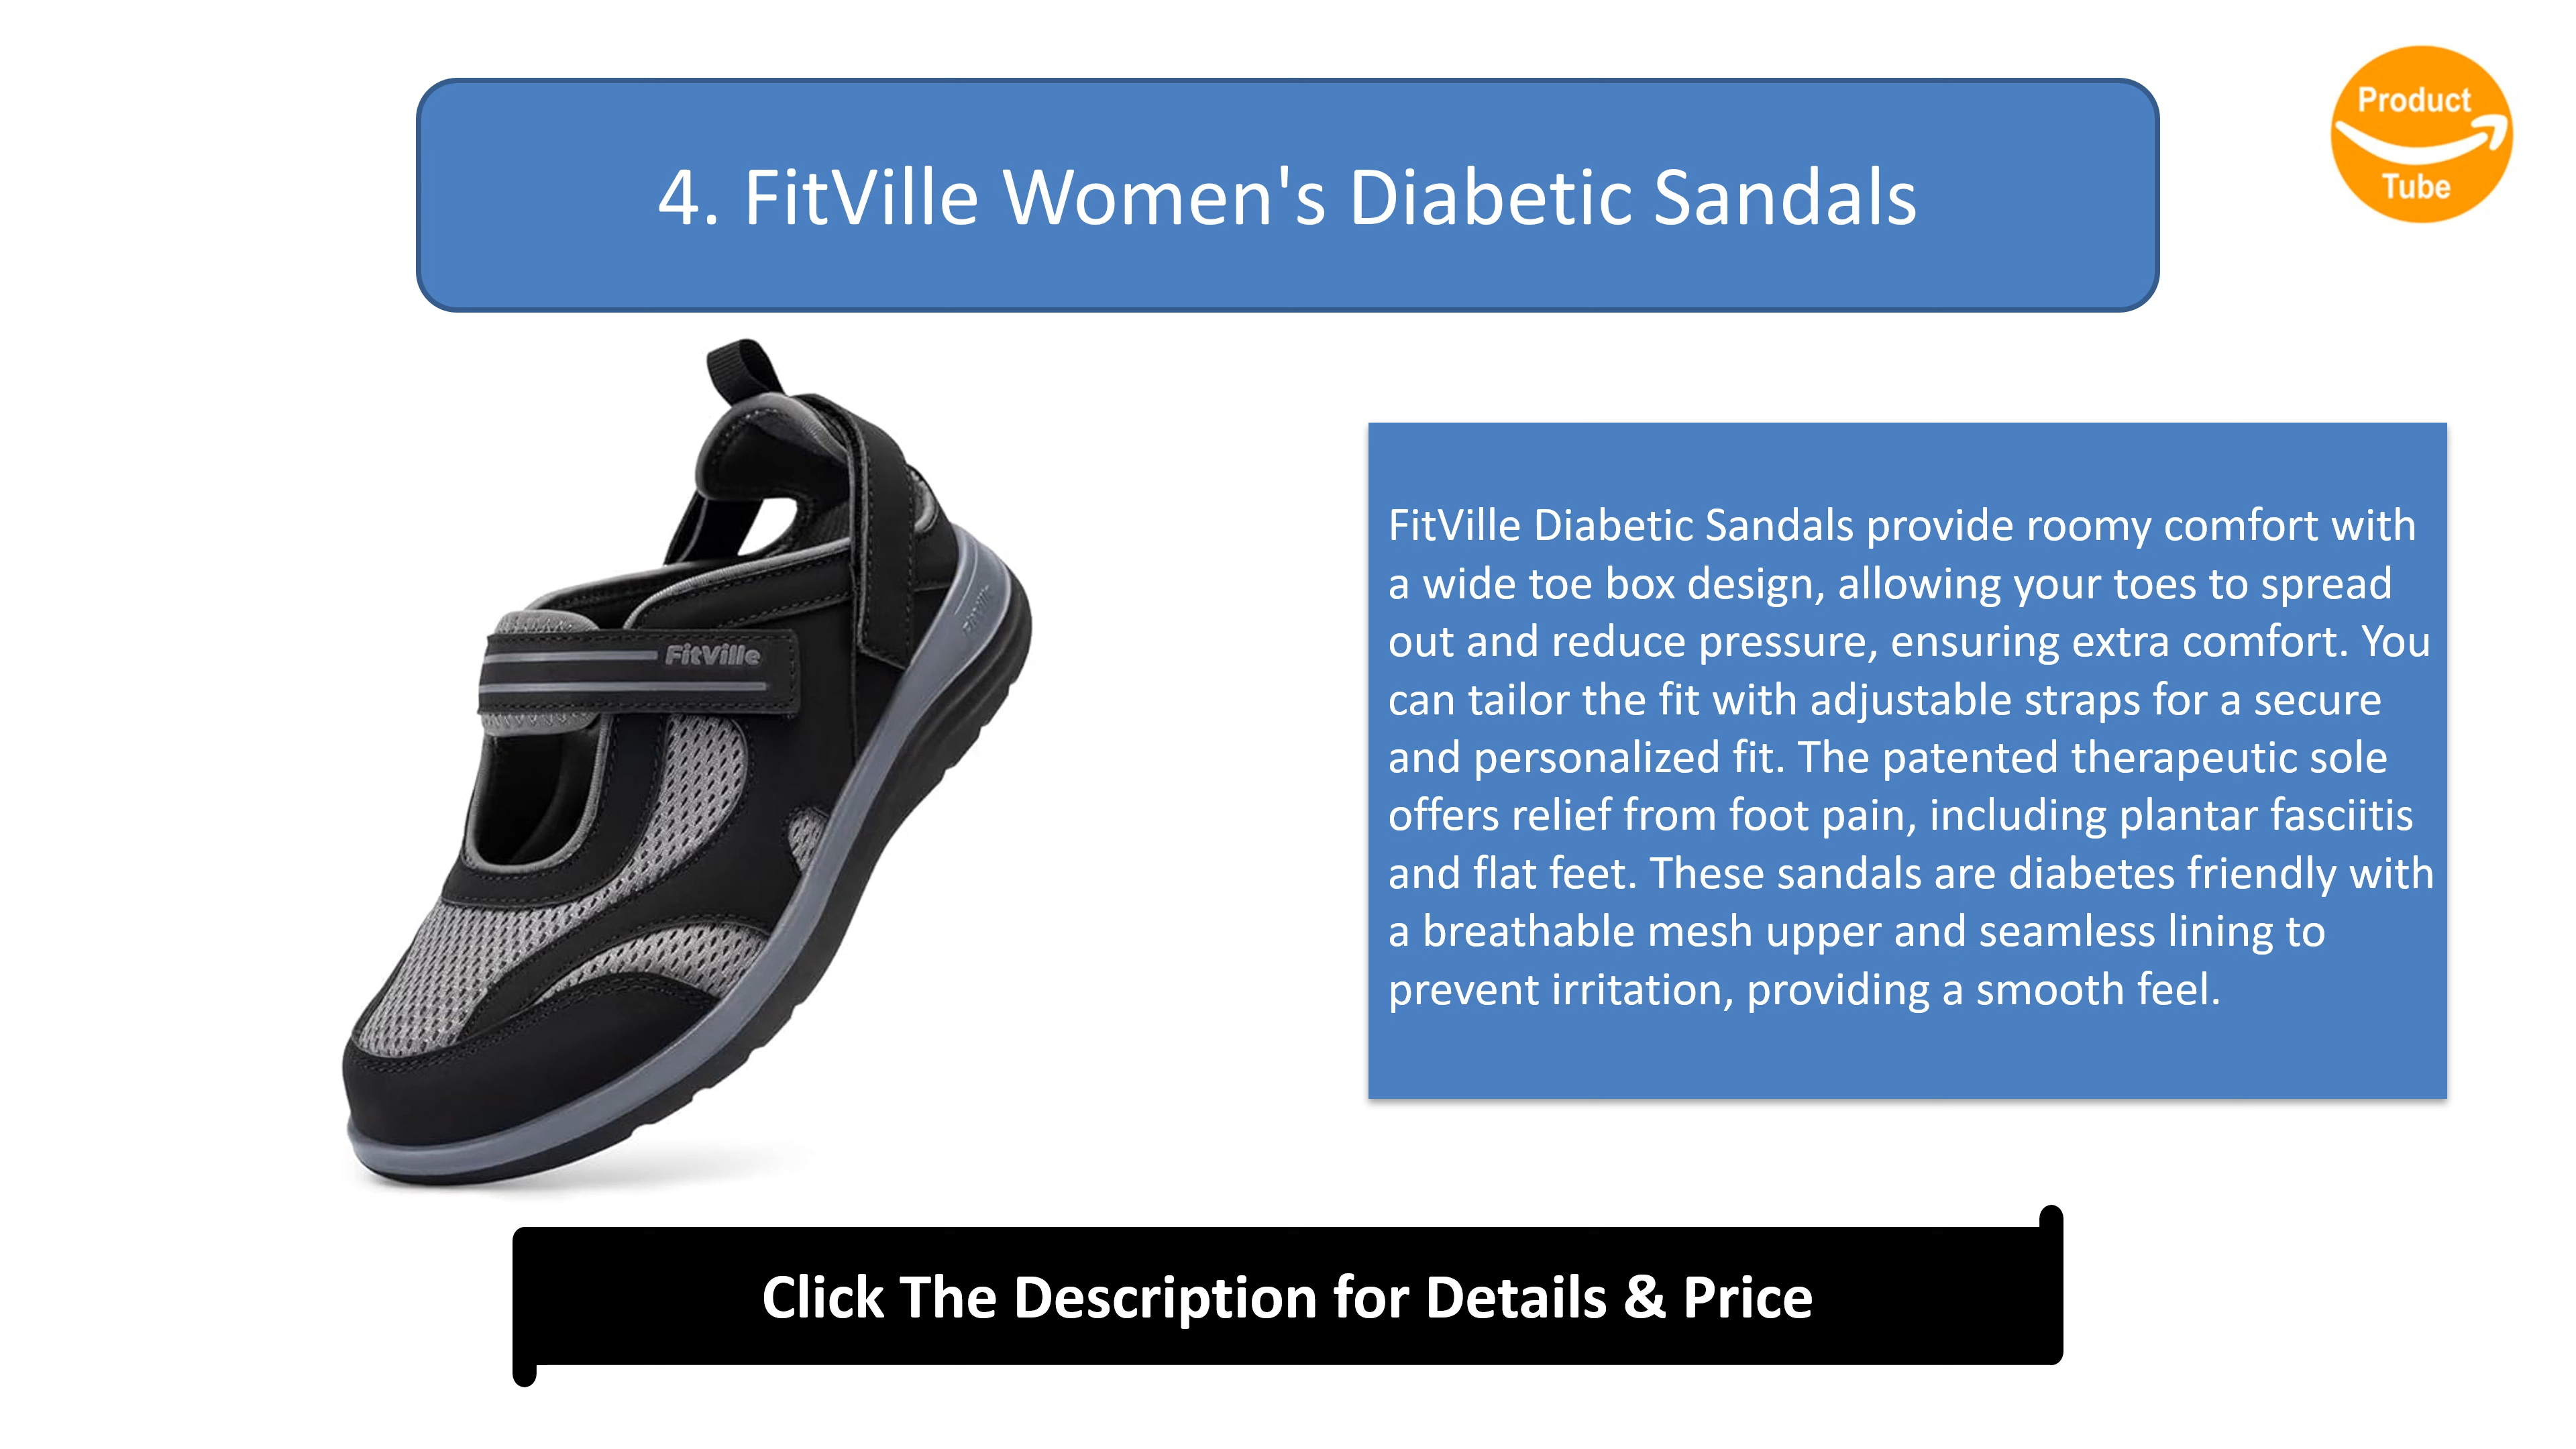 4. FitVille Women's Diabetic Sandals
Product
Tube
FitVille
FitVille Diabetic Sandals provide roomy comfort with
a wide toe box design, allowing your toes to spread
out and reduce pressure, ensuring extra comfort. You
can tailor the fit with adjustable straps for a secure
and personalized fit. The patented therapeutic sole
offers relief from foot pain, including plantar fasciitis
and flat feet. These sandals are diabetes friendly with
a breathable mesh upper and seamless lining to
prevent irritation, providing a smooth feel.
Click The Description for Details & Price